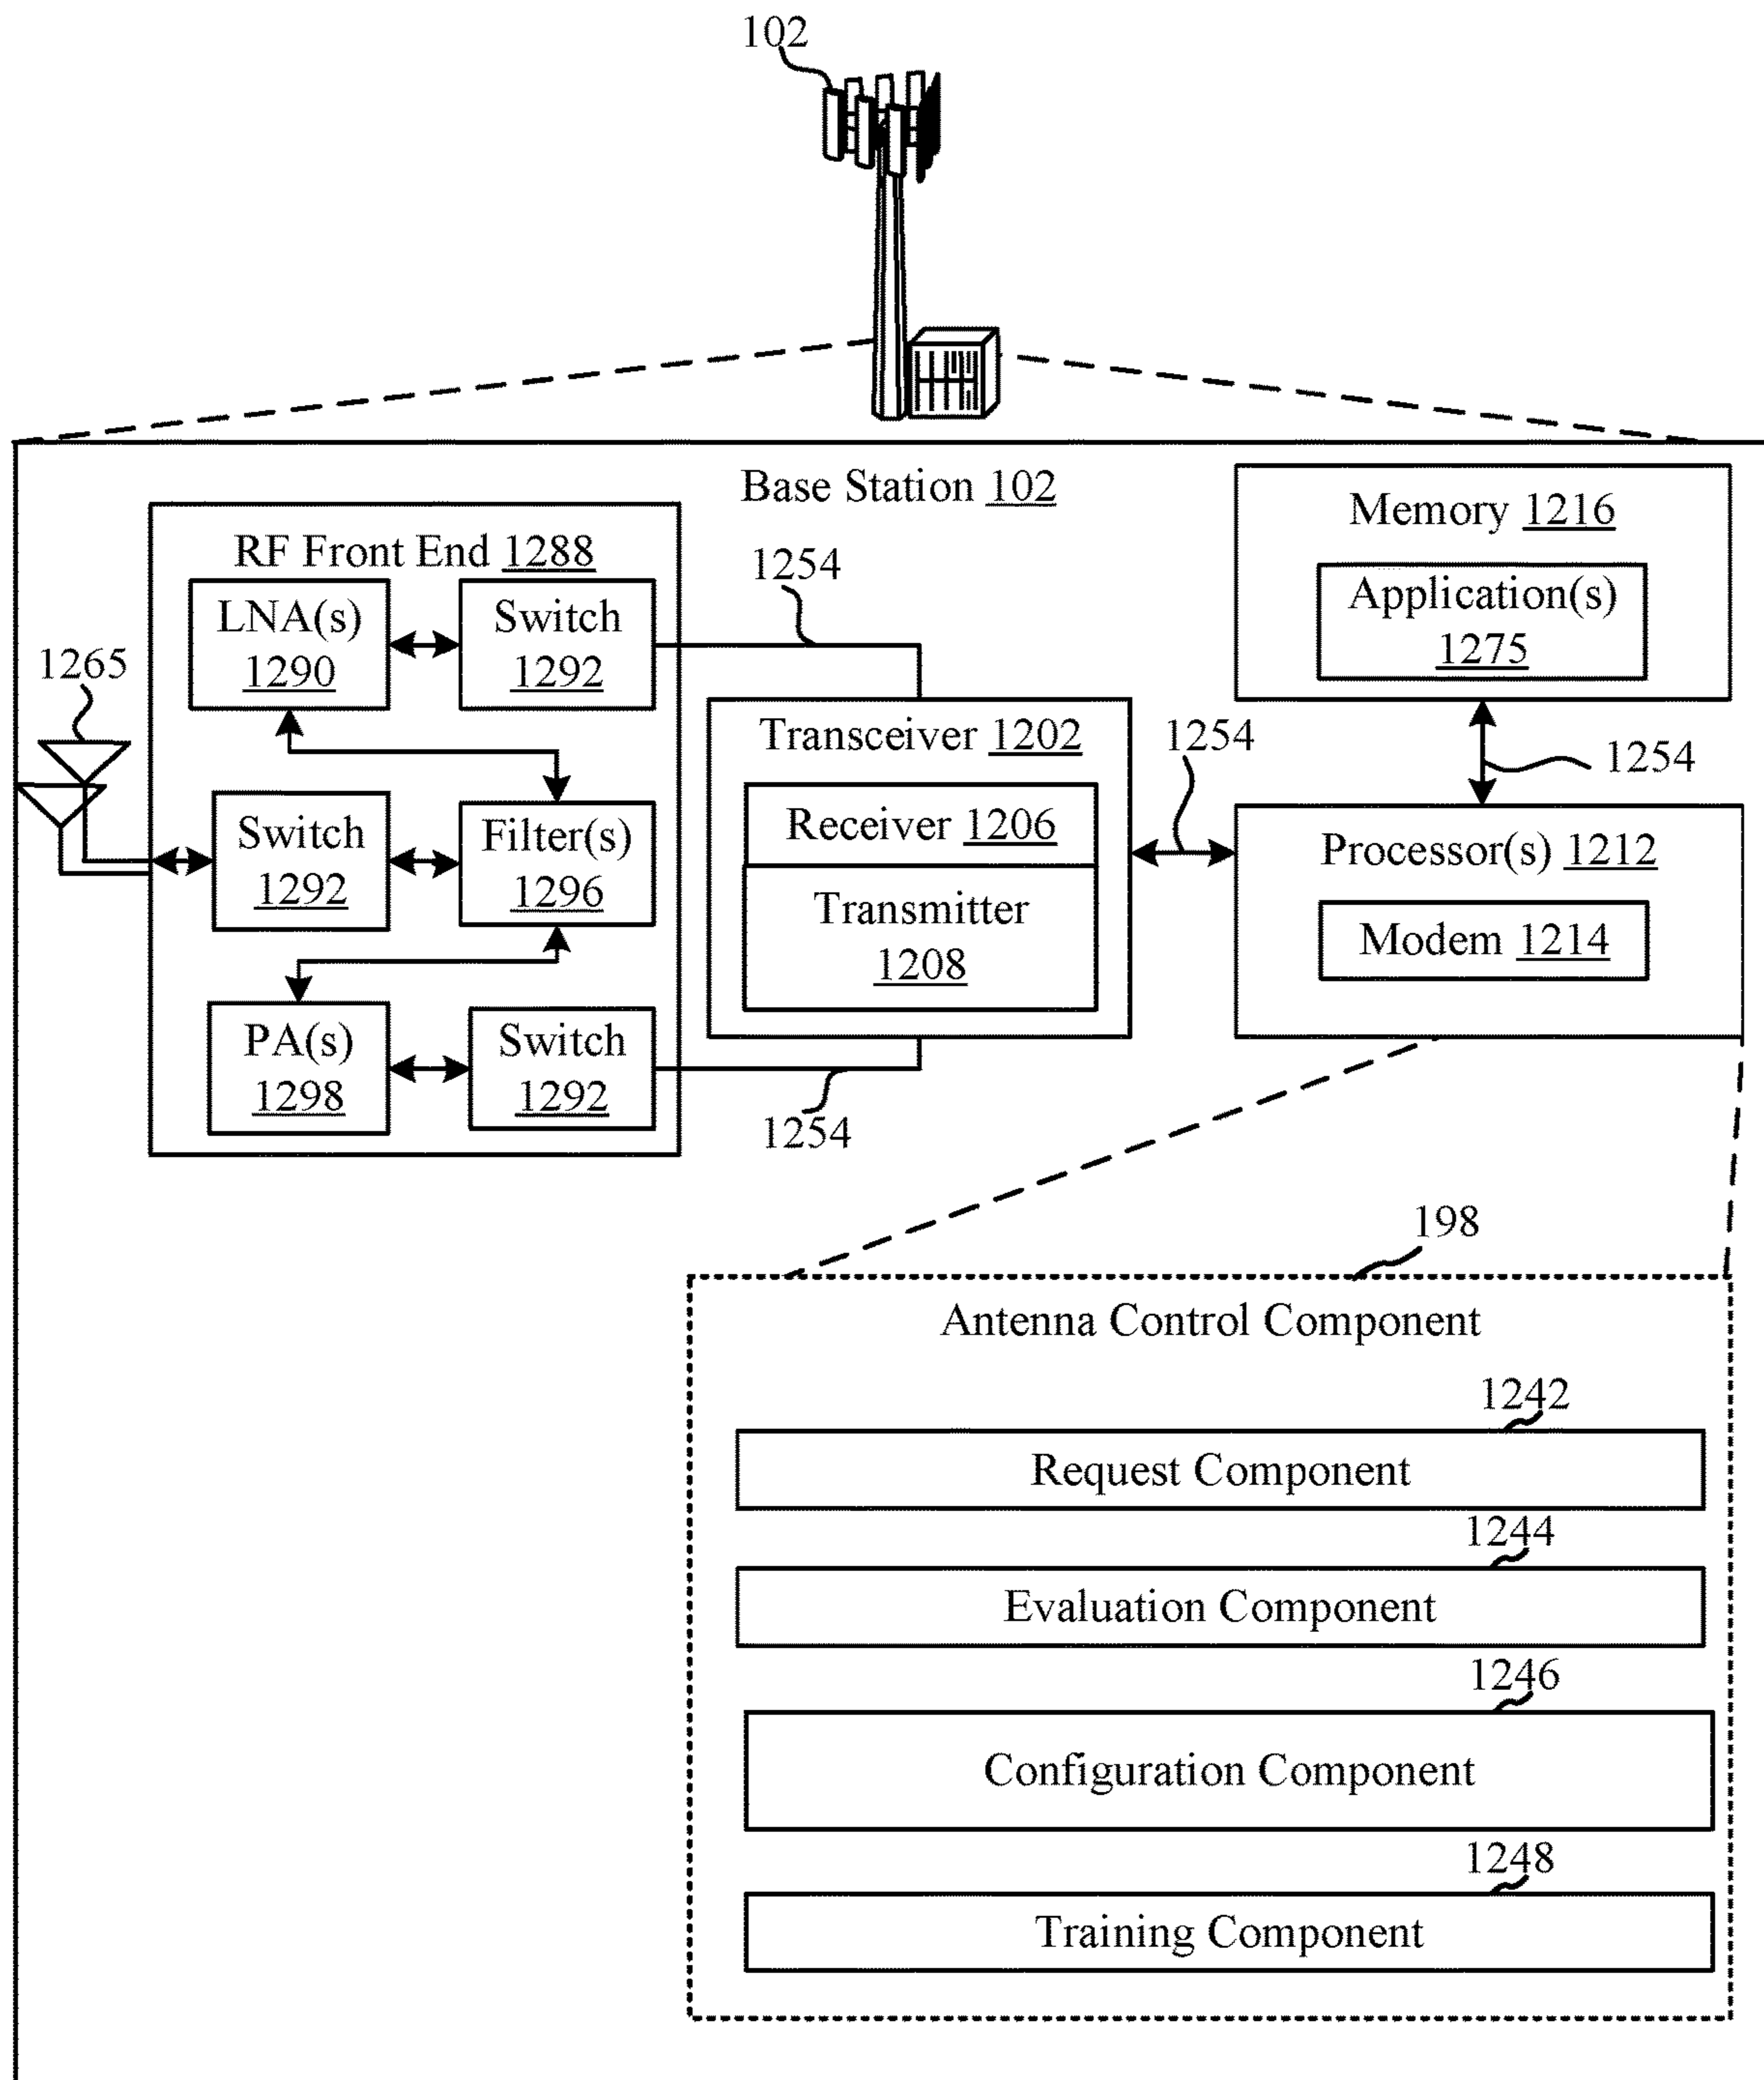 102
Base Station 102
RF Front End 1288
LNA(s)
1290
Switch
1292
1254
1265
Switch
1292
Filter(s)
1296
PA(s)
1298
Switch
1292
1254
Transceiver 1202
Receiver 1206
Transmitter
1208
1254
Memory 1216
Application(s)
1275
1254
Processor(s) 1212
Modem 1214
198
Antenna Control Component
1242
Request Component
1244
Evaluation Component
1246
Configuration Component
1248
Training Component